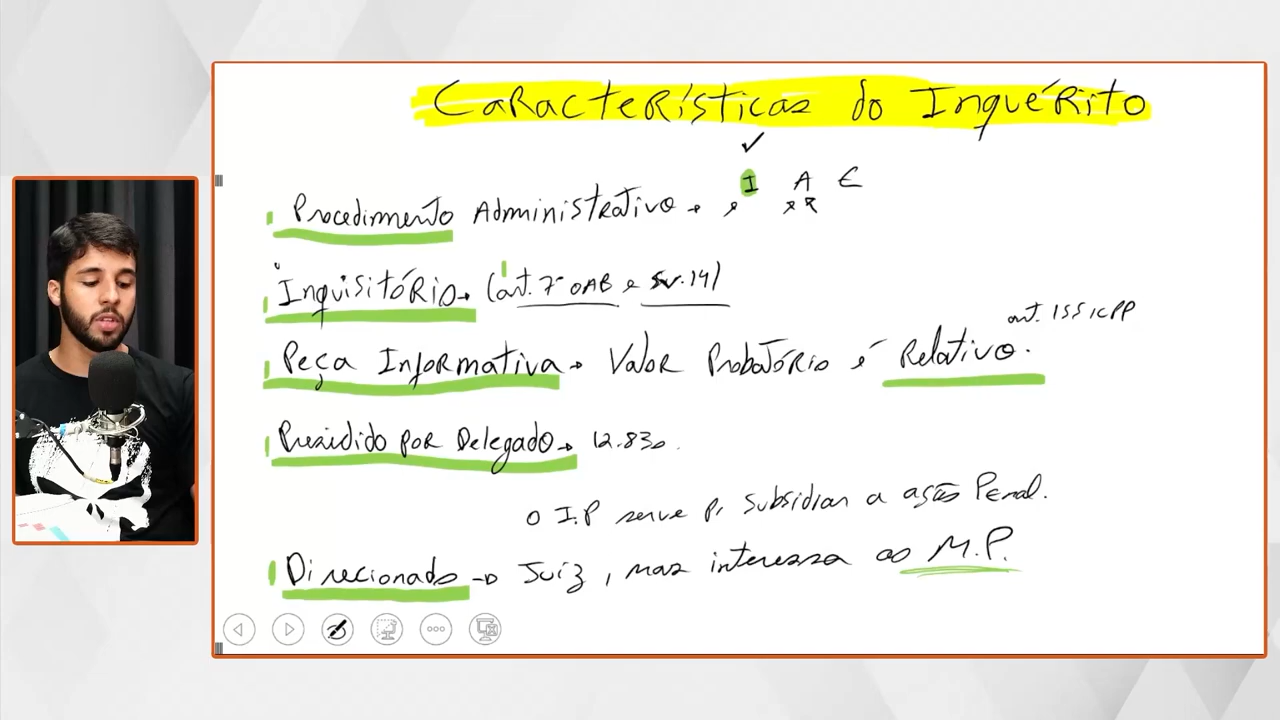 Características do Inquérito
I A E
Procedimento Administrativo →
Inquisitório → (art. 7º OAB e Sv. 14)
art. 155 CPP
Peça Informativa → Valor Probatório é Relativo.
Presidido por Delegado → 12.830.
O I.P serve p/ subsidiar a ação Penal.
Direcionado → Juiz, mas interessa ao M.P.